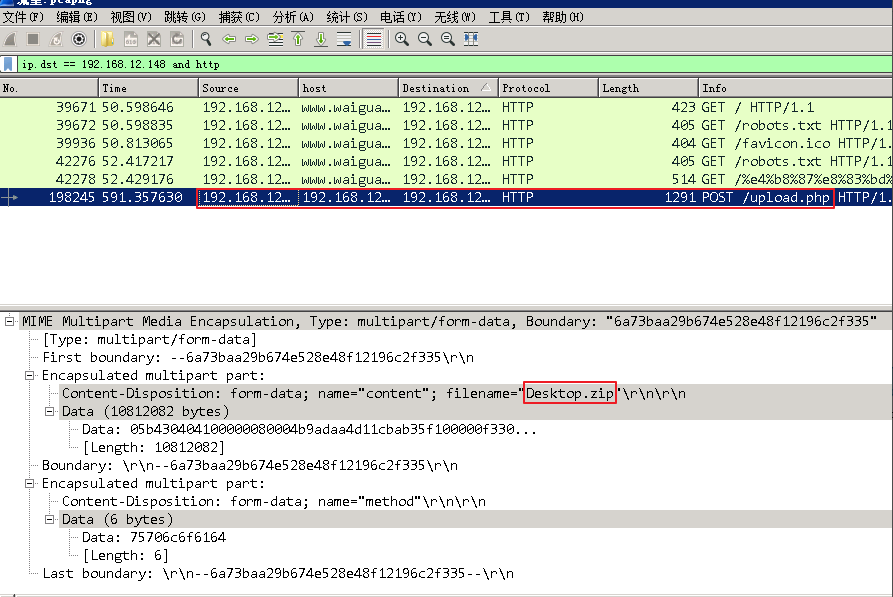 流量.pcapng
文件(F) 编辑(E) 视图(V) 跳转(G) 捕获(C) 分析(A) 统计(S) 电话(Y) 无线(W) 工具(T) 帮助(H)
ip.dst == 192.168.12.148 and http
No. Time Source host Destination Protocol Length Info
39671 50.598646 192.168.12… www.waigua… 192.168.12… HTTP 423 GET / HTTP/1.1
39672 50.598835 192.168.12… www.waigua… 192.168.12… HTTP 405 GET /robots.txt HTTP/1.1
39936 50.813065 192.168.12… www.waigua… 192.168.12… HTTP 404 GET /favicon.ico HTTP/1.
42276 52.417217 192.168.12… www.waigua… 192.168.12… HTTP 405 GET /robots.txt HTTP/1.1
42278 52.429176 192.168.12… www.waigua… 192.168.12… HTTP 514 GET /%e4%b8%87%e8%83%bd%
198245 591.357630 192.168.12… 192.168.12… 192.168.12… HTTP 1291 POST /upload.php HTTP/1.
MIME Multipart Media Encapsulation, Type: multipart/form-data, Boundary: "6a73baa29b674e528e48f12196c2f335"
[Type: multipart/form-data]
First boundary: --6a73baa29b674e528e48f12196c2f335\r\n
Encapsulated multipart part:
Content-Disposition: form-data; name="content"; filename="Desktop.zip"\r\n\r\n
Data (10812082 bytes)
Data: 05b430404100000080004b9adaa4d11cbab35f100000f330...
[Length: 10812082]
Boundary: \r\n--6a73baa29b674e528e48f12196c2f335\r\n
Encapsulated multipart part:
Content-Disposition: form-data; name="method"\r\n\r\n
Data (6 bytes)
Data: 75706c6f6164
[Length: 6]
Last boundary: \r\n--6a73baa29b674e528e48f12196c2f335--\r\n